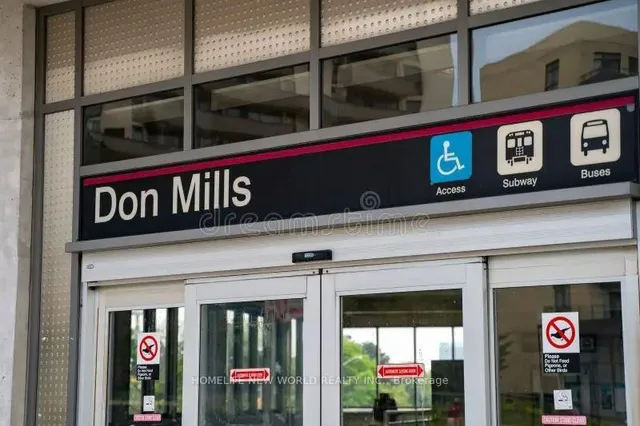 Don Mills
Access
Subway
Buses
dreamstime
HOMELIFE NEW WORLD REALTY INC., Brokerage
Please
Do Not Feed
Pigeons,
or
Other Birds